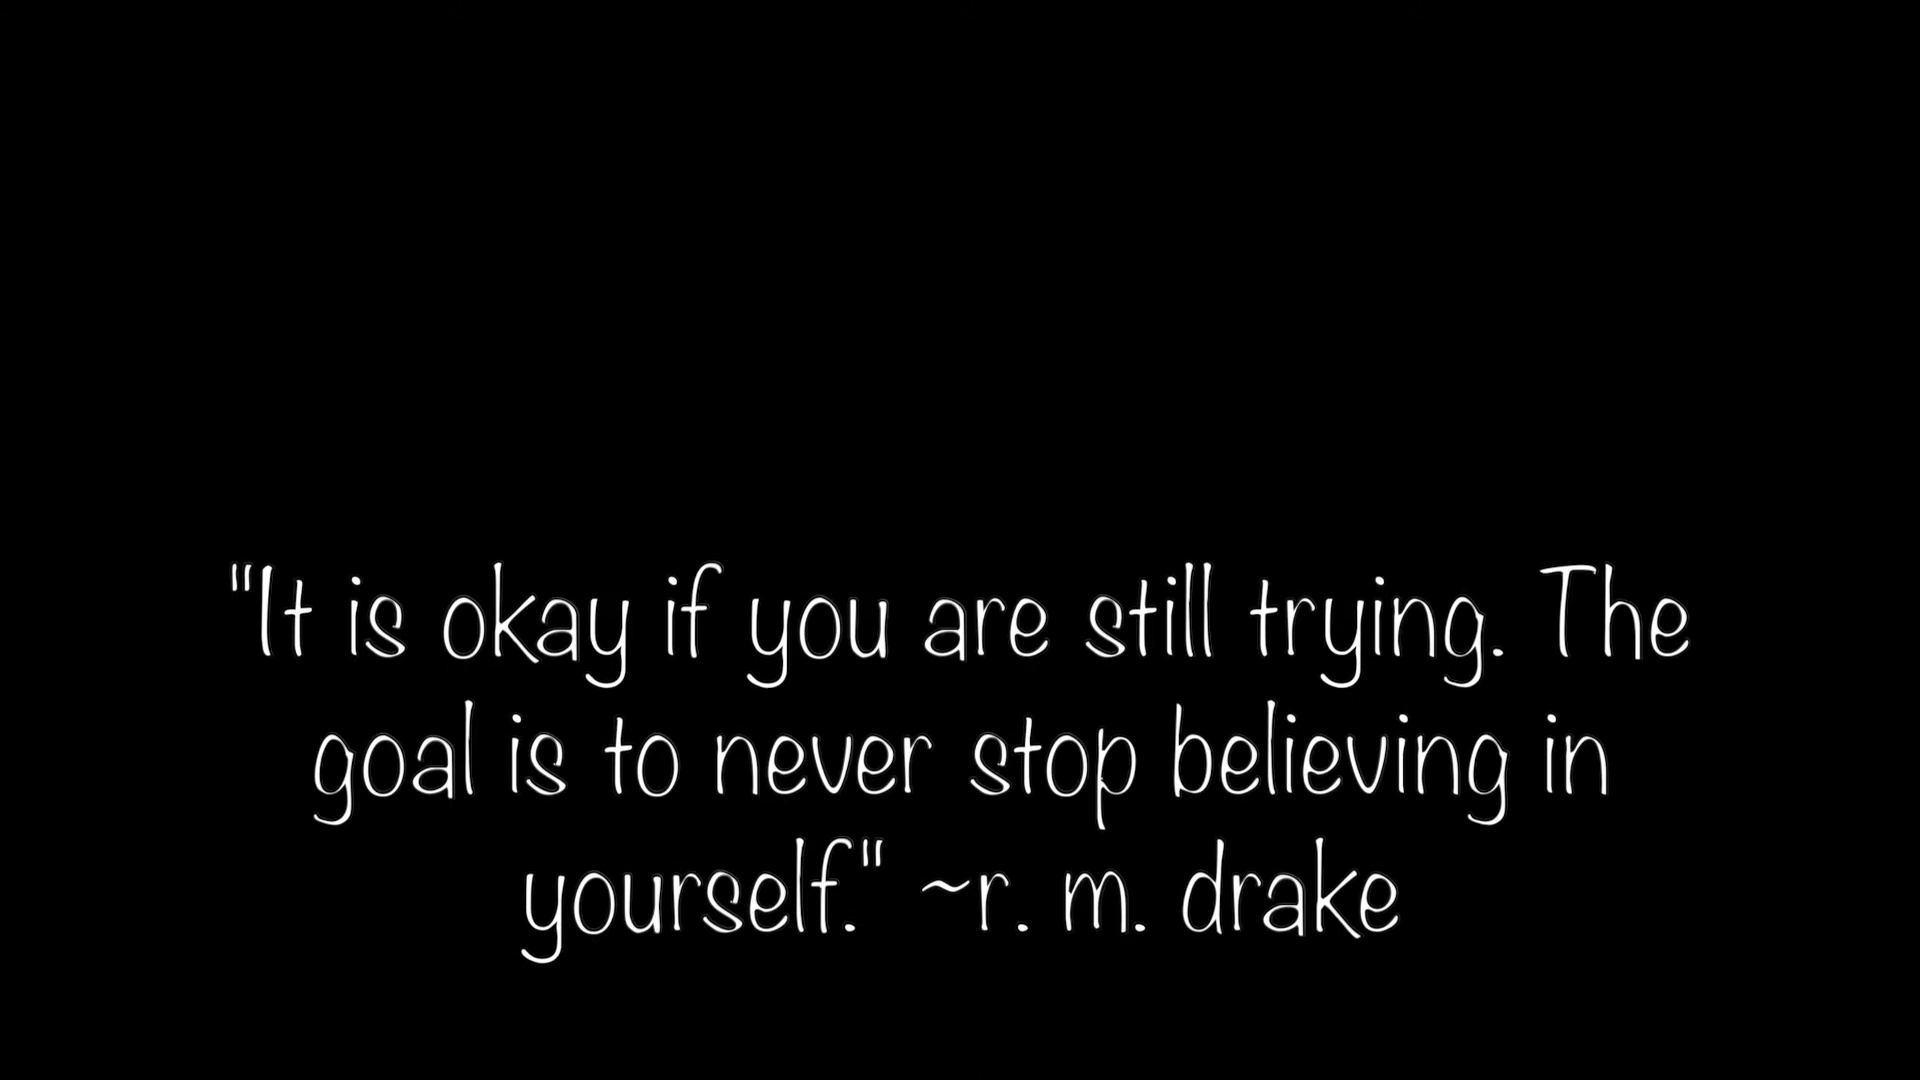 "It is okay if you are still trying. The
goal is to never stop believing in
yourself." ~r. m. drake